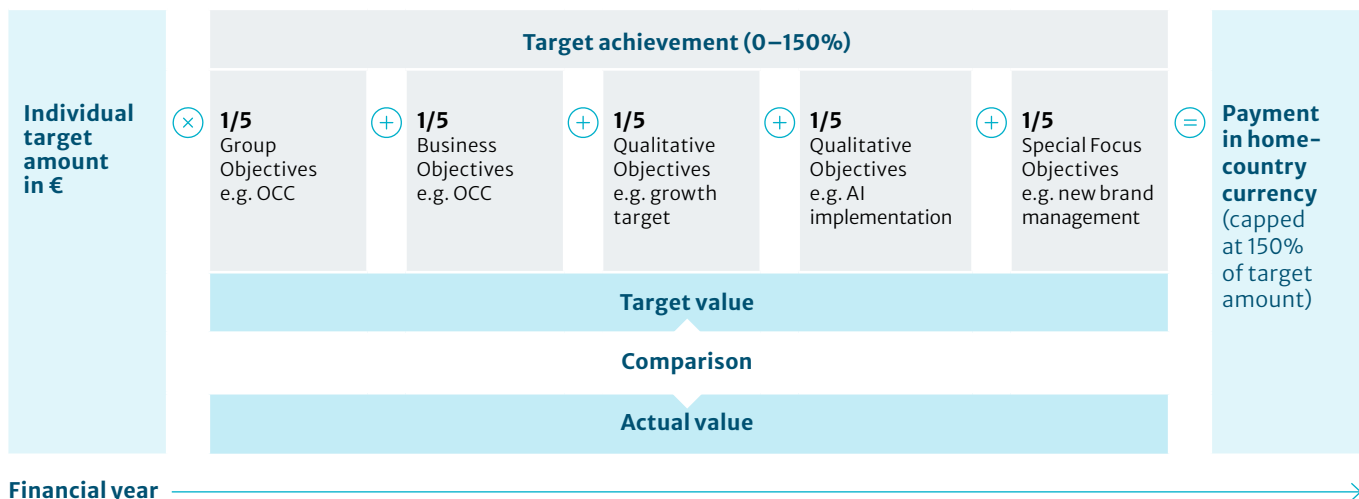 Target achievement (0–150%)
Individual
target
amount
in €
×
1/5
Group
Objectives
e.g. OCC
+
1/5
Business
Objectives
e.g. OCC
+
1/5
Qualitative
Objectives
e.g. growth
target
+
1/5
Qualitative
Objectives
e.g. AI
implementation
+
1/5
Special Focus
Objectives
e.g. new brand
management
=
Payment
in home-
country
currency
(capped
at 150%
of target
amount)
Target value
Comparison
Actual value
Financial year